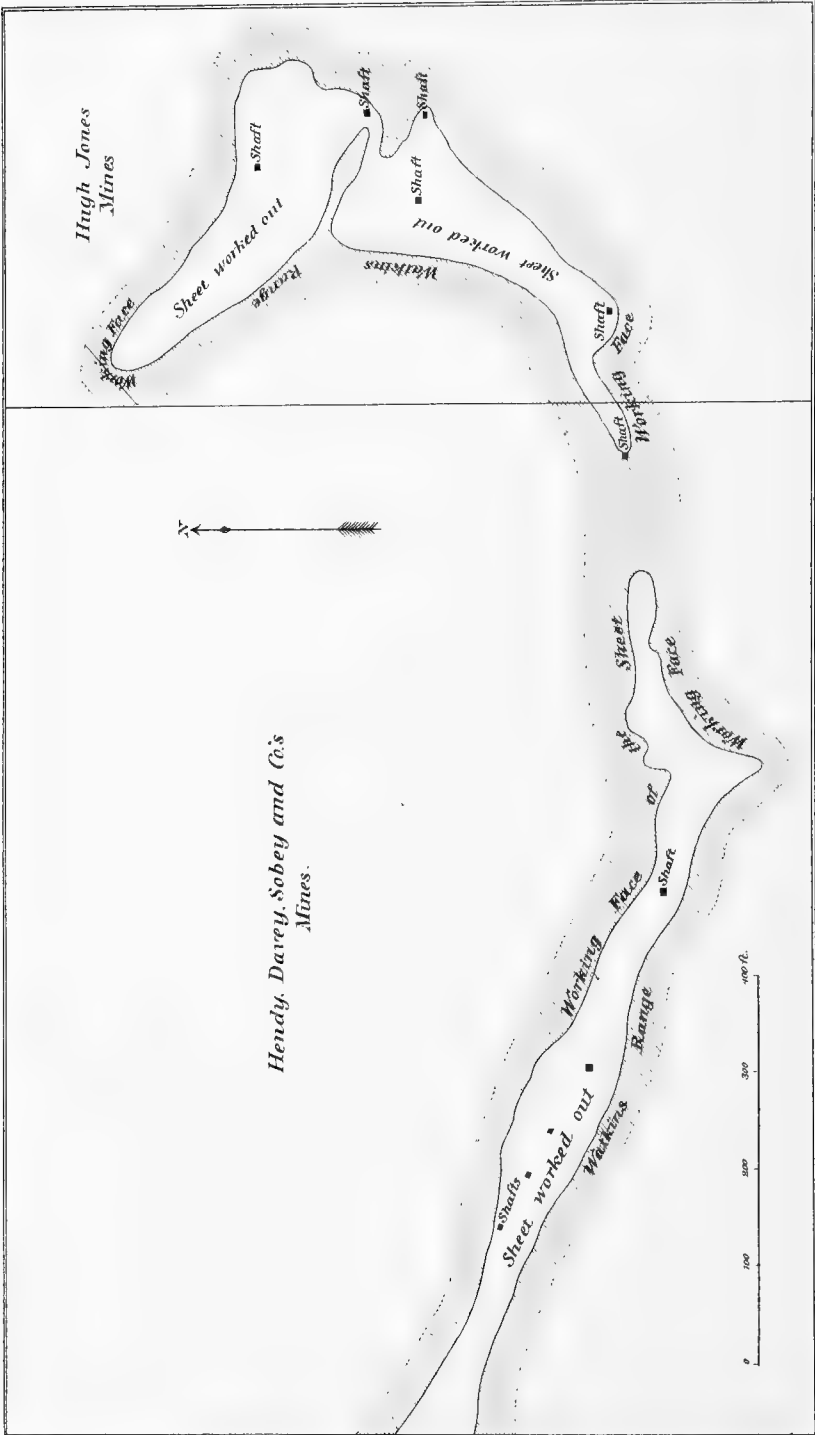 Hugh Jones
Mines
Working Face
Sheet worked out
Shaft
Shaft
Shaft
Shaft
Range
Watkins
Sheet worked out
Shaft
Working Face
Shaft
N
Hendy, Davey, Sobey and Co's
Mines.
Working Face of the Sheet
Working Face
Shaft
Shafts
Sheet worked out
Watkins Range
0 100 200 300 400 ft.